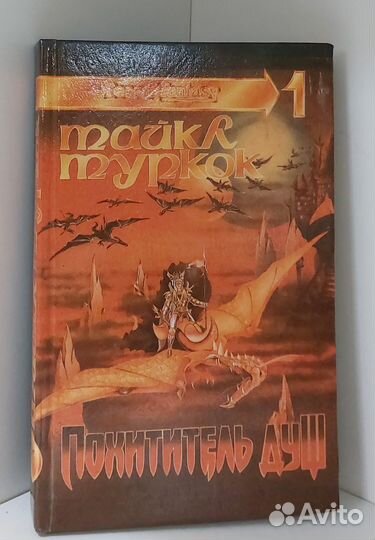 1
майкл
муркок
Похититель душ
Avito